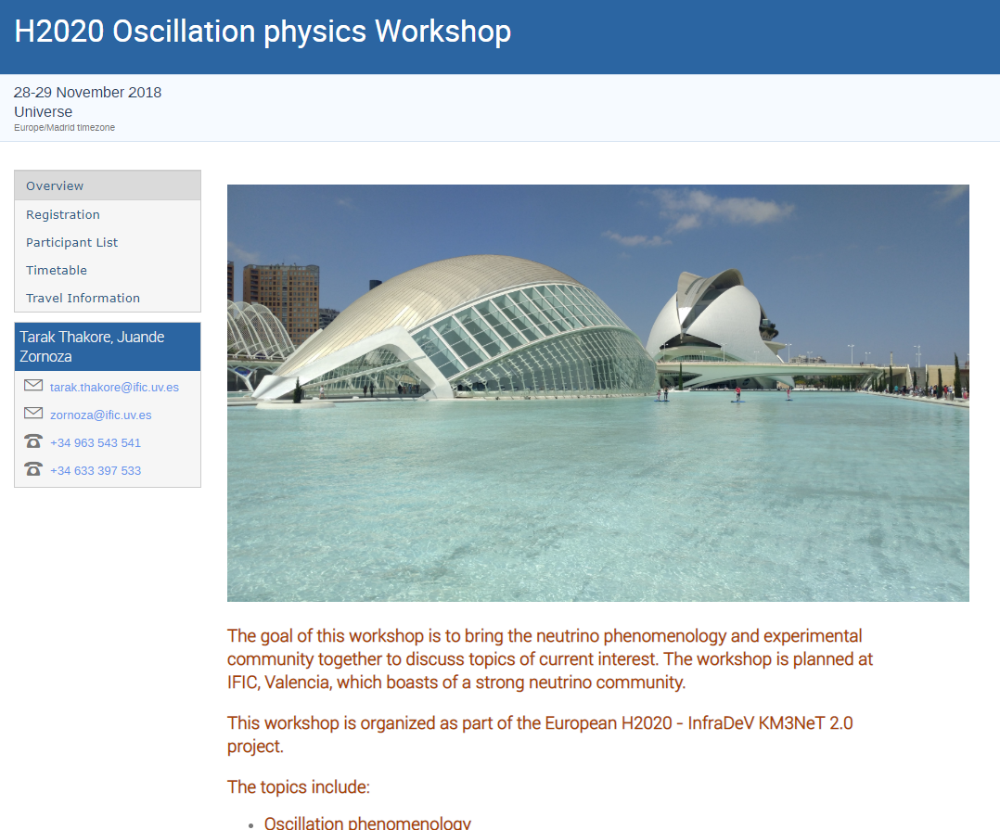 H2020 Oscillation physics Workshop
28-29 November 2018
Universe
Europe/Madrid timezone
Overview
Registration
Participant List
Timetable
Travel Information
Tarak Thakore, Juande
Zornoza
tarak.thakore@ific.uv.es
zornoza@ific.uv.es
+34 963 543 541
+34 633 397 533
The goal of this workshop is to bring the neutrino phenomenology and experimental
community together to discuss topics of current interest. The workshop is planned at
IFIC, Valencia, which boasts of a strong neutrino community.
This workshop is organized as part of the European H2020 - InfraDeV KM3NeT 2.0
project.
The topics include:
• Oscillation phenomenology